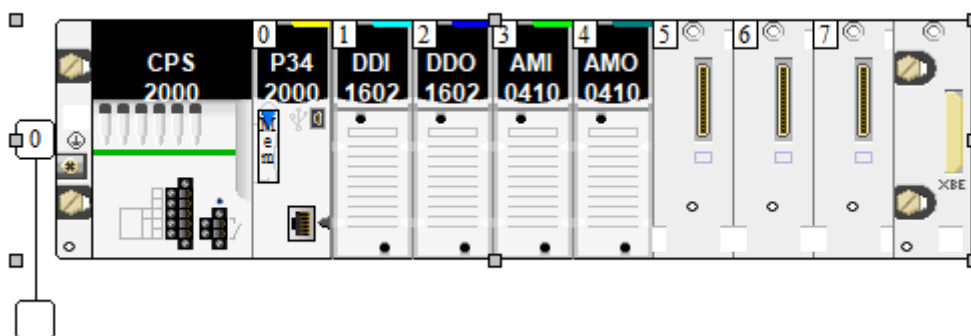 0 1 2 3 4 5 6 7
CPS P34 DDI DDO AMI AMO
2000 2000 1602 1602 0410 0410
Mem
0
XBE